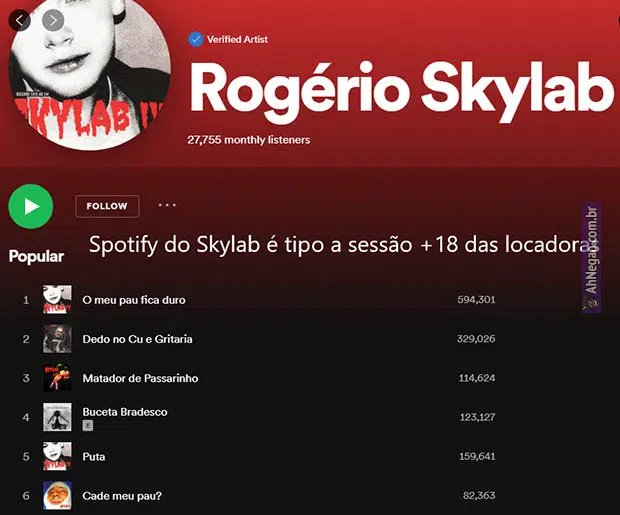 ROGÉRIO SKYLAB EM
SKYLAB IV
Verified Artist
Rogério Skylab
27,755 monthly listeners
FOLLOW
Spotify do Skylab é tipo a sessão +18 das locadoras
AhNegao.com.br
Popular
1 O meu pau fica duro 594,301
2 Dedo no Cu e Gritaria 329,026
3 Matador de Passarinho 114,624
4 Buceta Bradesco 123,127
E
5 Puta 159,641
6 Cade meu pau? 82,363